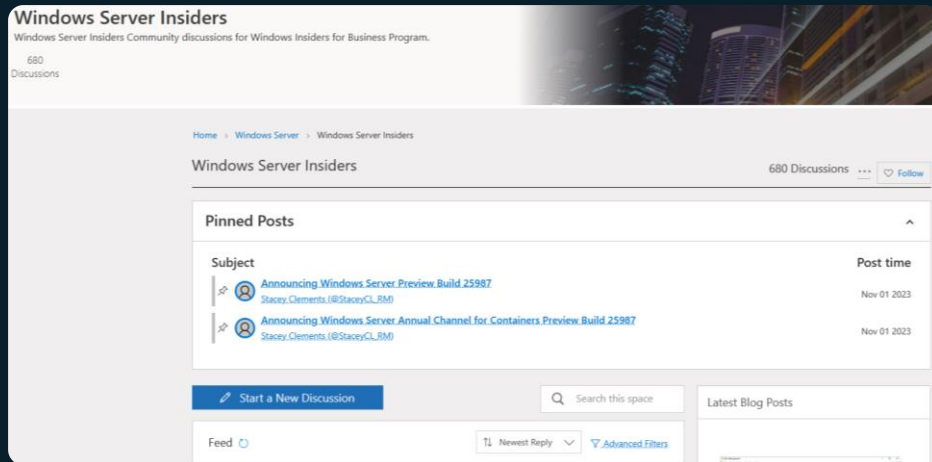 Windows Server Insiders
Windows Server Insiders Community discussions for Windows Insiders for Business Program.
680
Discussions
Home > Windows Server > Windows Server Insiders
Windows Server Insiders
680 Discussions ... Follow
Pinned Posts
Subject Post time
Announcing Windows Server Preview Build 25987
Stacey Clements (@StaceyCL_RM)
Nov 01 2023
Announcing Windows Server Annual Channel for Containers Preview Build 25987
Stacey Clements (@StaceyCL_RM)
Nov 01 2023
Start a New Discussion
Search this space
Latest Blog Posts
Feed
Newest Reply
Advanced Filters